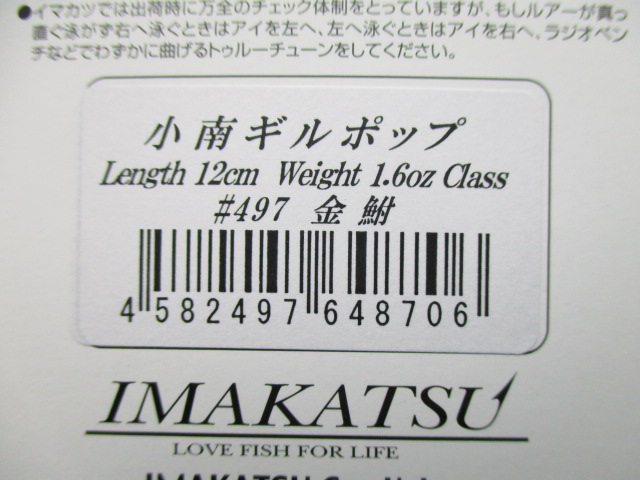 ●イマカツでは出荷時に万全のチェック体制をとっていますが、もしルアーが真っ
直ぐ泳がず右へ泳ぐときはアイを左へ、左へ泳ぐときはアイを右へ、ラジオペン
チなどでわずかに曲げるトゥルーチューンをしてください。
小南ギルポップ
Length 12cm Weight 1.6oz Class
#497 金鮒
4 582497 648706
IMAKATSU
LOVE FISH FOR LIFE